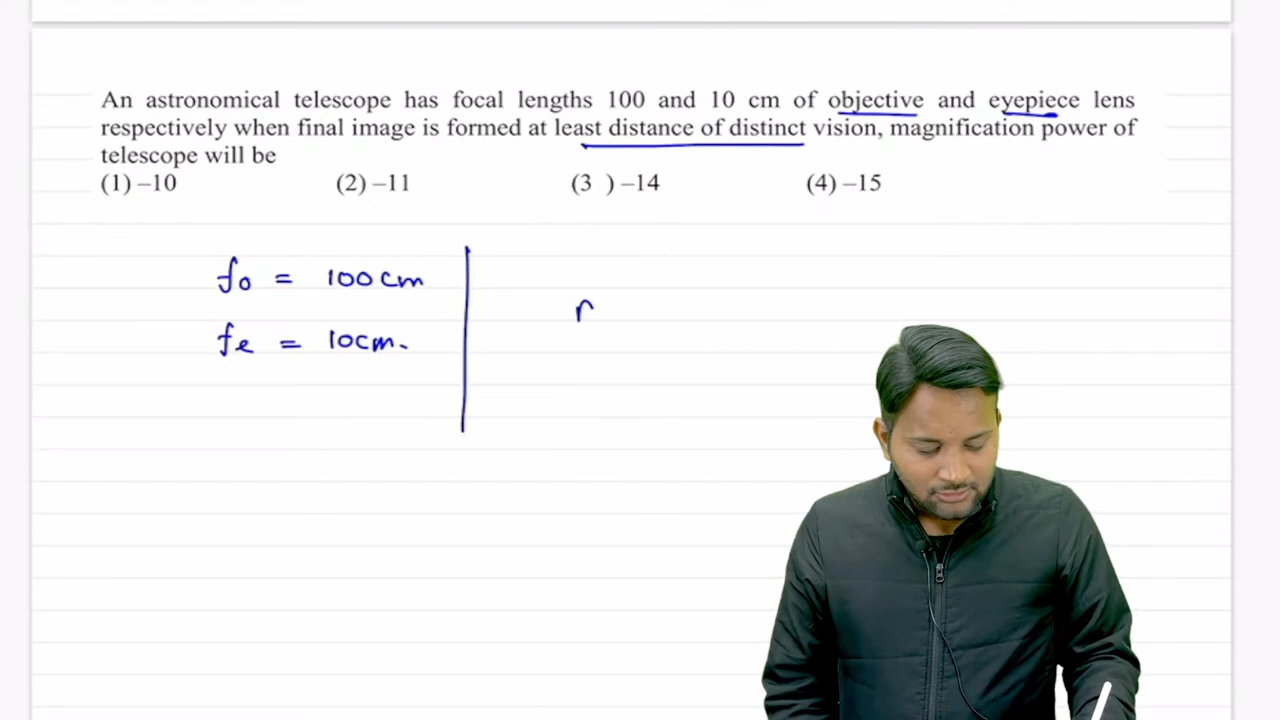 An astronomical telescope has focal lengths 100 and 10 cm of objective and eyepiece lens
respectively when final image is formed at least distance of distinct vision, magnification power of
telescope will be
(1) –10 (2) –11 (3 ) –14 (4) –15
fo = 100 cm
fe = 10cm.
r